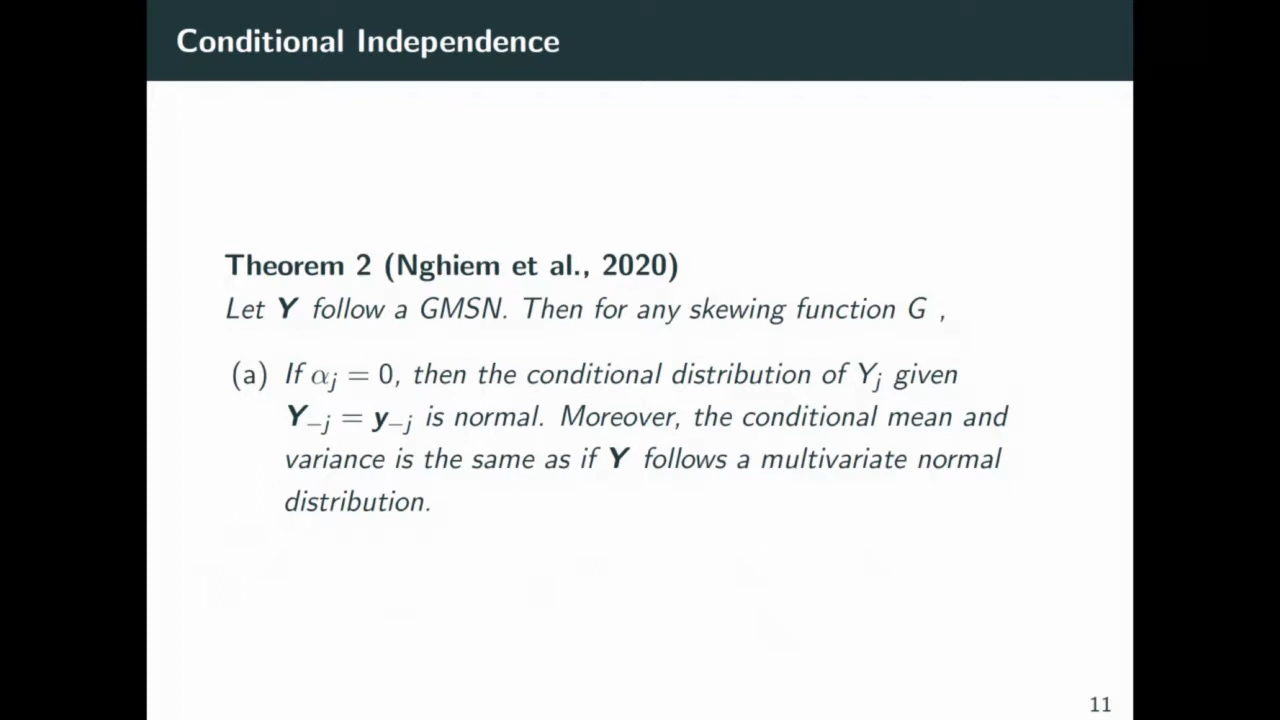 Conditional Independence
Theorem 2 (Nghiem et al., 2020)
Let Y follow a GMSN. Then for any skewing function G ,
(a) If αj = 0, then the conditional distribution of Yj given
Y−j = y−j is normal. Moreover, the conditional mean and
variance is the same as if Y follows a multivariate normal
distribution.
11